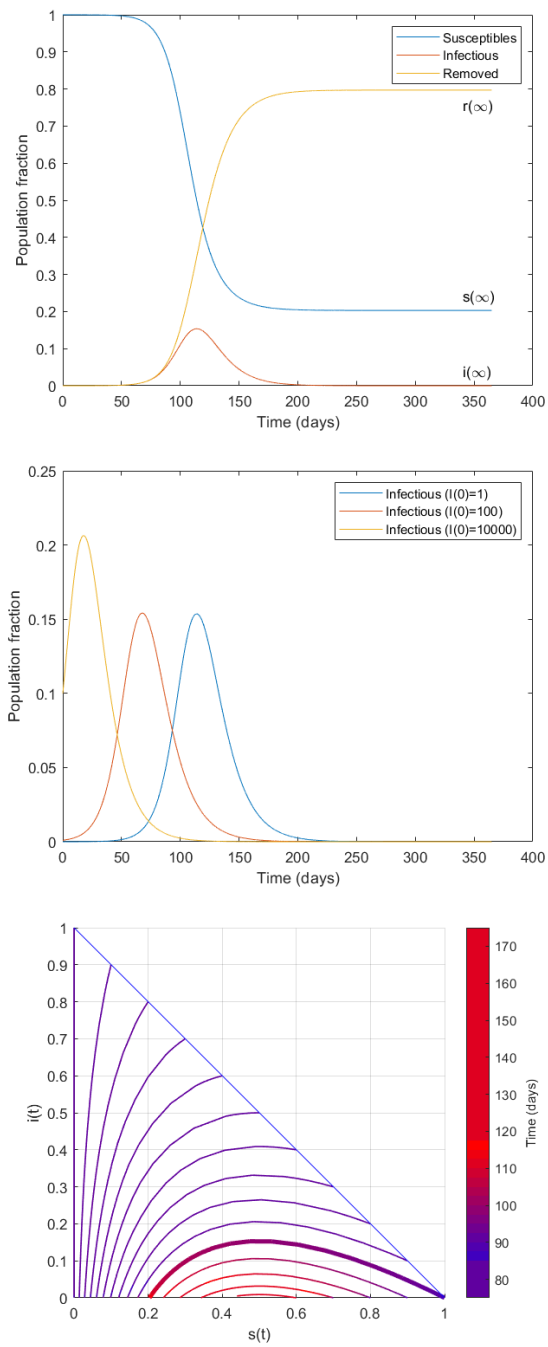 1
0.9
0.8
0.7
0.6
0.5
0.4
0.3
0.2
0.1
0
Population fraction
Susceptibles
Infectious
Removed
r(∞)
s(∞)
i(∞)
0 50 100 150 200 250 300 350 400
Time (days)
0.25
0.2
0.15
0.1
0.05
0
Population fraction
Infectious (I(0)=1)
Infectious (I(0)=100)
Infectious (I(0)=10000)
0 50 100 150 200 250 300 350 400
Time (days)
1
0.9
0.8
0.7
0.6
0.5
0.4
0.3
0.2
0.1
0
i(t)
0 0.2 0.4 0.6 0.8 1
s(t)
170
160
150
140
130
120
110
100
90
80
Time (days)